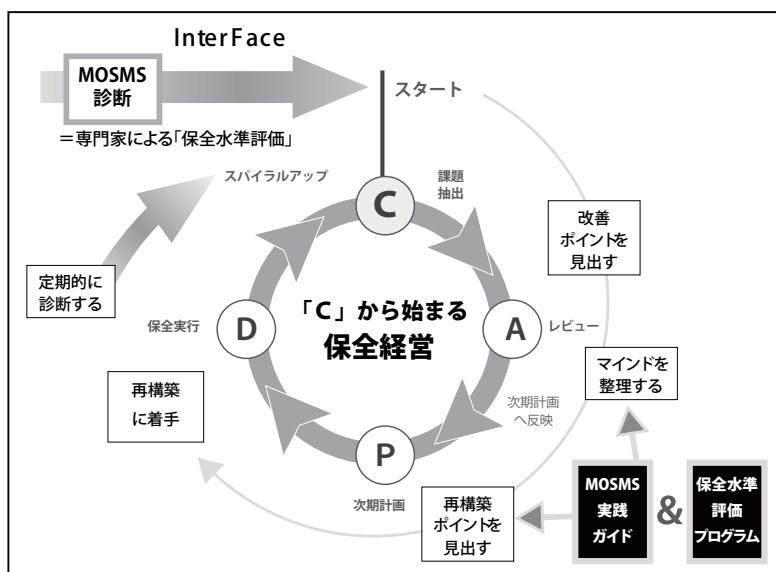 InterFace
MOSMS
診断
スタート
＝専門家による「保全水準評価」
スパイラルアップ
課題
抽出
C
改善
ポイントを
見出す
定期的に
診断する
保全実行
D
「C」から始まる
保全経営
A
レビュー
マインドを
整理する
再構築
に着手
次期計画
へ反映
P
次期計画
再構築
ポイントを
見出す
MOSMS
実践
ガイド
&
保全水準
評価
プログラム